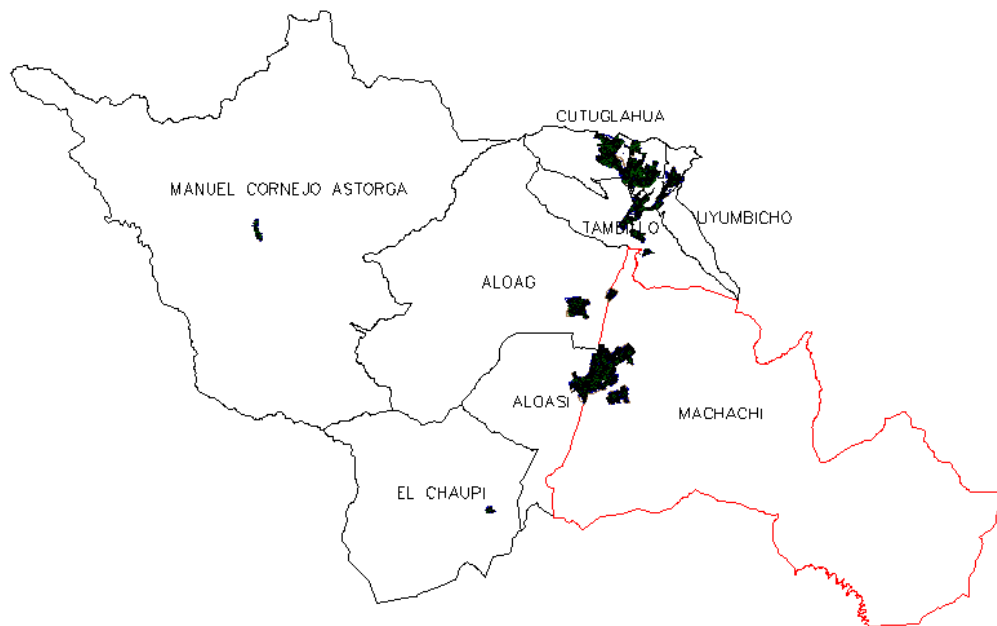 CUTUGLAHUA
MANUEL CORNEJO ASTORGA
UYUMBICHO
TAMBILLO
ALOAG
ALOASI
MACHACHI
EL CHAUPI